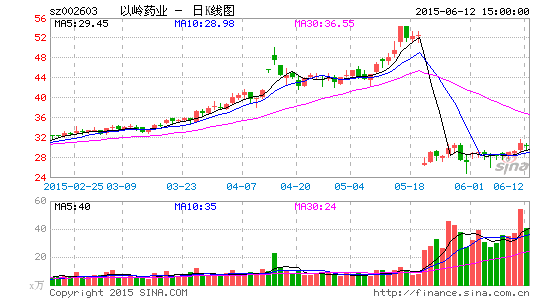 sz002603 以岭药业 - 日K线图 2015-06-12 15:00:00
MA5:29.45 MA10:28.98 MA30:36.55
56
52
48
44
40
36
32
28
24
sina
2015-02-25 03-09 03-23 04-07 04-20 05-04 05-18 06-01 06-12
MA5:40 MA10:35 MA30:24
60
40
20
x万
Copyright 2015 SINA.COM http://finance.sina.com.cn